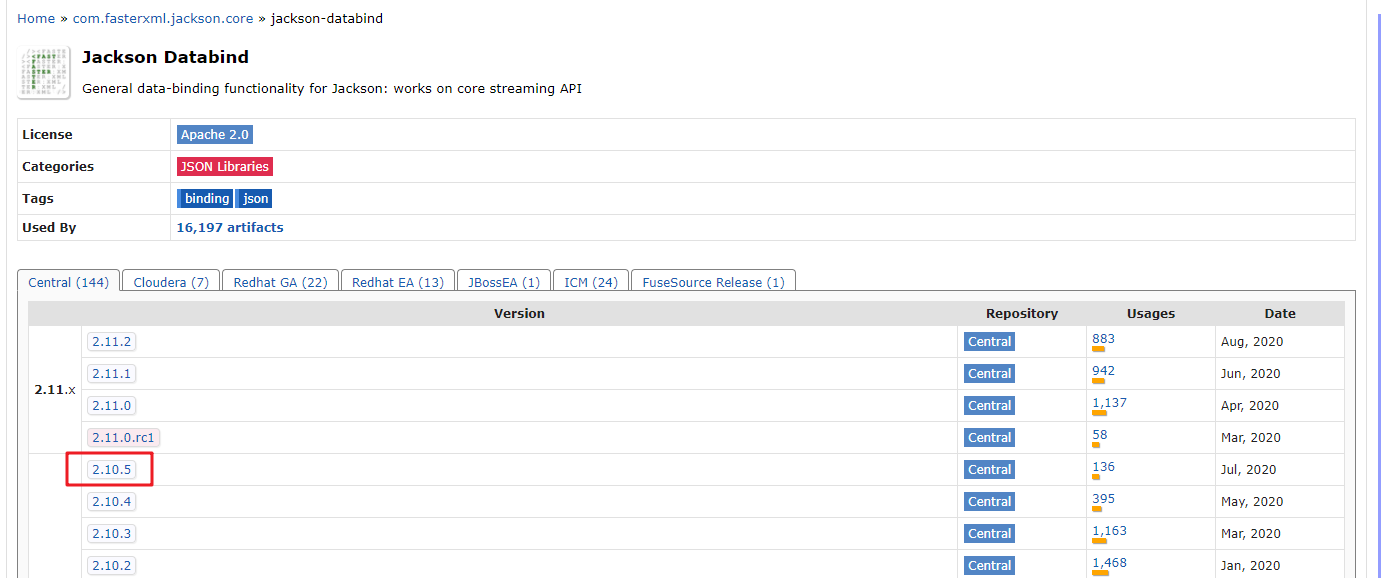 Home » com.fasterxml.jackson.core » jackson-databind
Jackson Databind
General data-binding functionality for Jackson: works on core streaming API
License Apache 2.0
Categories JSON Libraries
Tags binding json
Used By 16,197 artifacts
Central (144) Cloudera (7) Redhat GA (22) Redhat EA (13) JBossEA (1) ICM (24) FuseSource Release (1)
Version Repository Usages Date
2.11.2 Central 883 Aug, 2020
2.11.1 Central 942 Jun, 2020
2.11.x
2.11.0 Central 1,137 Apr, 2020
2.11.0.rc1 Central 58 Mar, 2020
2.10.5 Central 136 Jul, 2020
2.10.4 Central 395 May, 2020
2.10.3 Central 1,163 Mar, 2020
2.10.2 Central 1,468 Jan, 2020